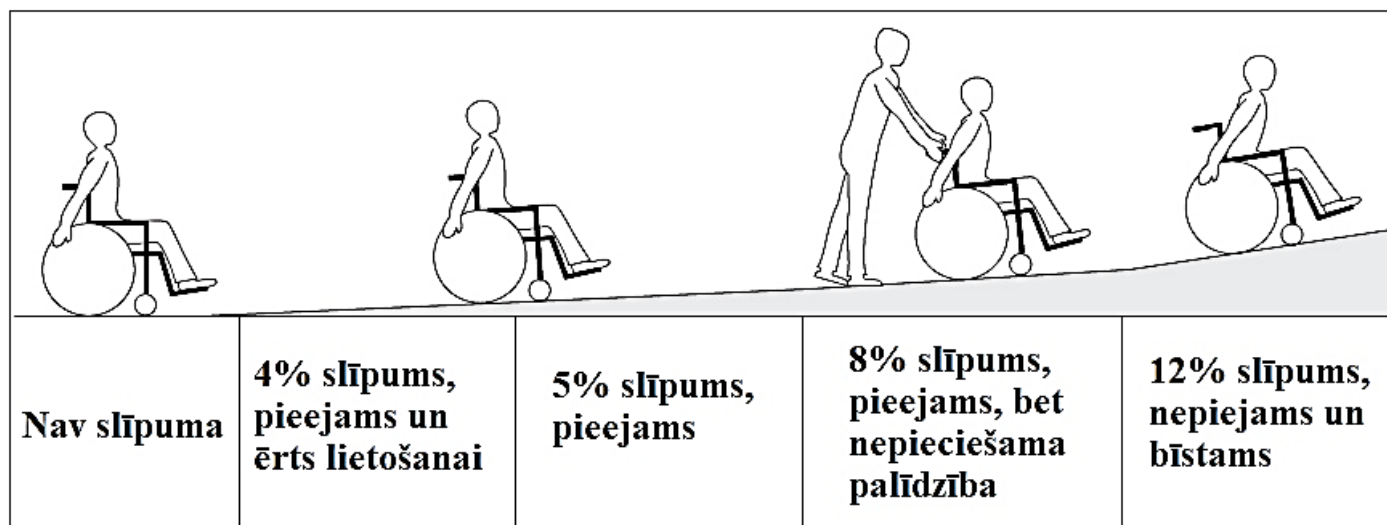 Nav slīpuma
4% slīpums,
pieejams un
ērts lietošanai
5% slīpums,
pieejams
8% slīpums,
pieejams, bet
nepieciešama
palīdzība
12% slīpums,
nepiejams un
bīstams